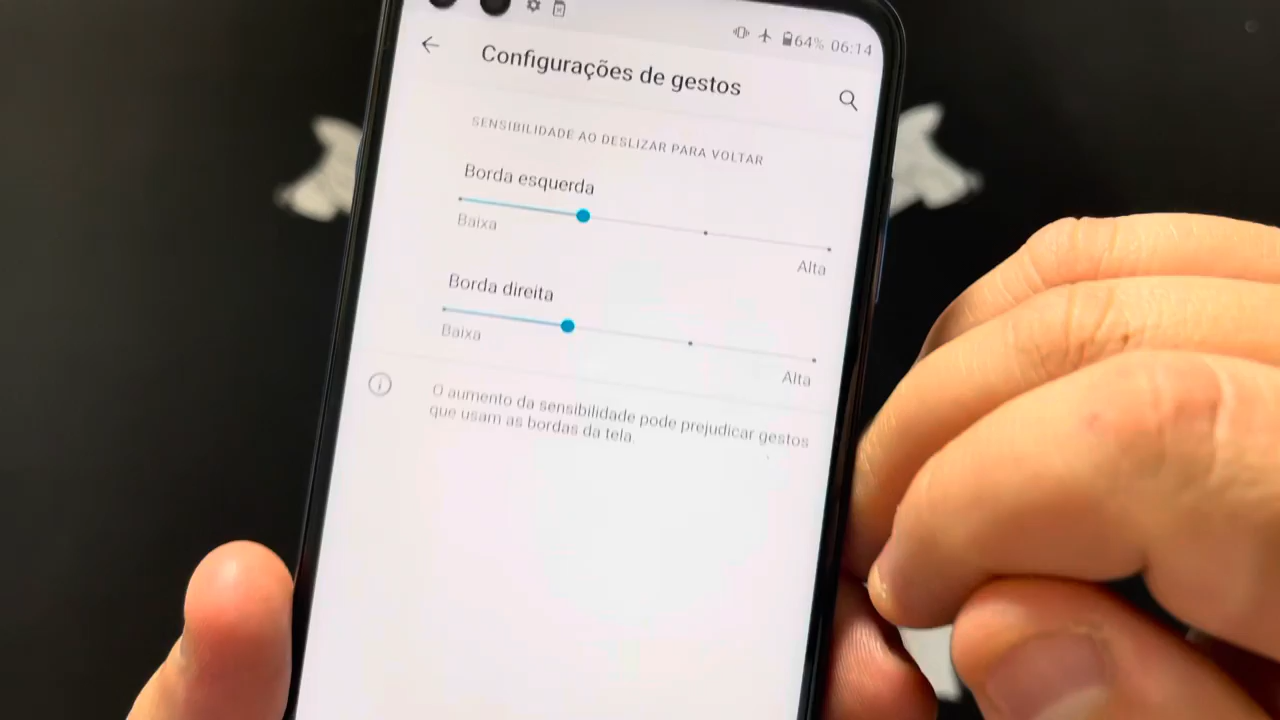 64% 06:14
Configurações de gestos
SENSIBILIDADE AO DESLIZAR PARA VOLTAR
Borda esquerda
Baixa
Alta
Borda direita
Baixa
Alta
O aumento da sensibilidade pode prejudicar gestos
que usam as bordas da tela.